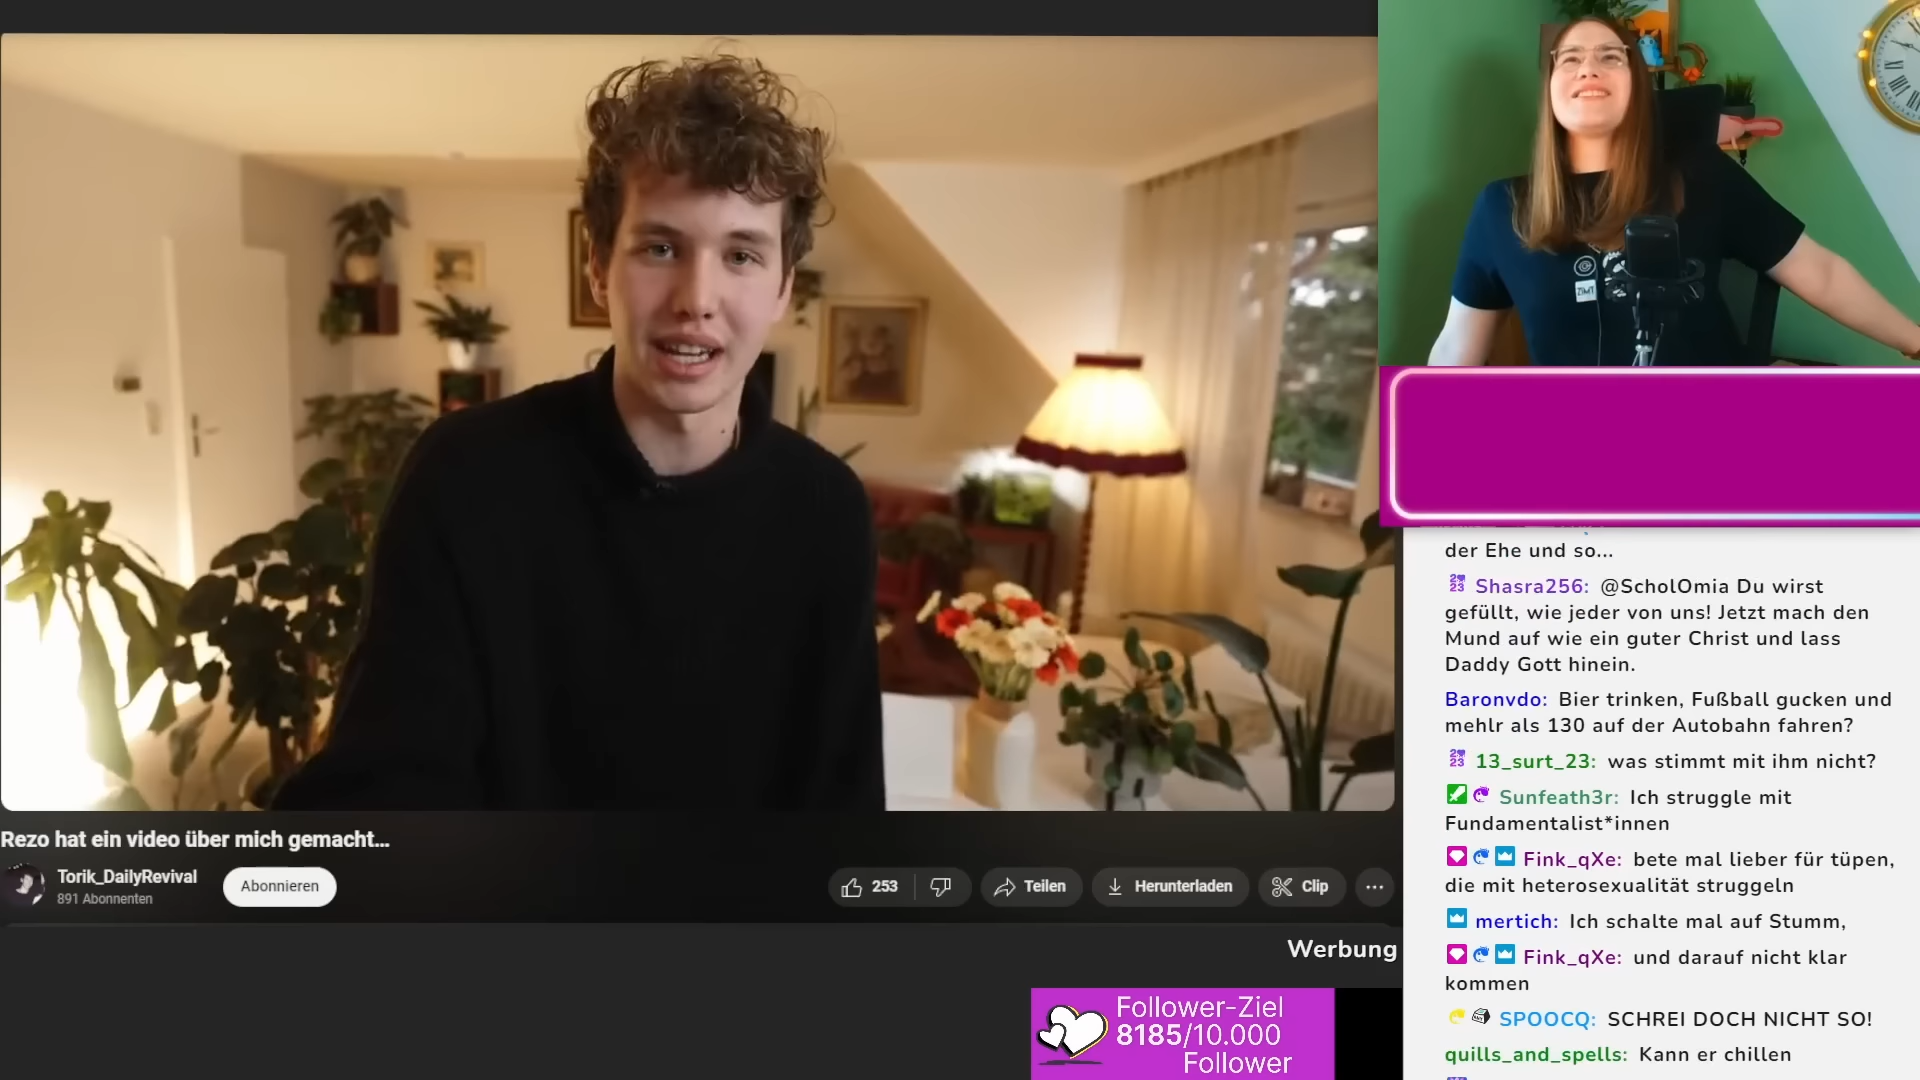 Rezo hat ein video über mich gemacht...
Torik_DailyRevival
891 Abonnenten
Abonnieren
253
Teilen
Herunterladen
Clip
Werbung
Follower-Ziel
8185/10.000
Follower
ZIMT
der Ehe und so...
Shasra256: @ScholOmia Du wirst
gefüllt, wie jeder von uns! Jetzt mach den
Mund auf wie ein guter Christ und lass
Daddy Gott hinein.
Baronvdo: Bier trinken, Fußball gucken und
mehlr als 130 auf der Autobahn fahren?
13_surt_23: was stimmt mit ihm nicht?
Sunfeath3r: Ich struggle mit
Fundamentalist*innen
Fink_qXe: bete mal lieber für tüpen,
die mit heterosexualität struggeln
mertich: Ich schalte mal auf Stumm,
Fink_qXe: und darauf nicht klar
kommen
SPOOCQ: SCHREI DOCH NICHT SO!
quills_and_spells: Kann er chillen